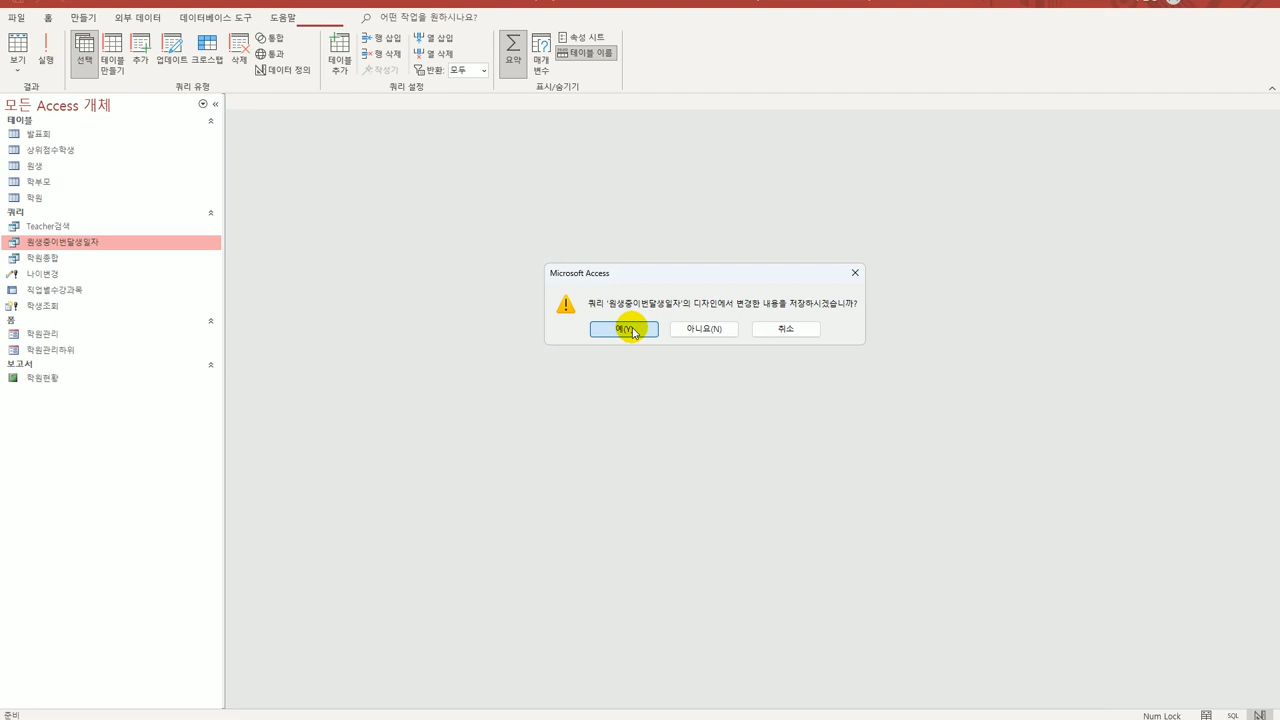 파일 홈 만들기 외부 데이터 데이터베이스 도구 도움말 어떤 작업을 원하시나요?
보기 실행 선택 테이블 만들기 추가 업데이트 크로스탭 삭제 통합 통과 데이터 정의 테이블 추가 행 삽입 행 삭제 작성기 열 삽입 열 삭제 반환: 모두 요약 매개 변수 속성 시트 테이블 이름
결과 쿼리 유형 쿼리 설정 표시/숨기기
모든 Access 개체
테이블
발표회
상위점수학생
원생
학부모
학원
쿼리
Teacher검색
원생중이번달생일자
학원종합
나이변경
직업별수강과목
학생조회
폼
학원관리
학원관리하위
보고서
학원현황
Microsoft Access
쿼리 '원생중이번달생일자'의 디자인에서 변경한 내용을 저장하시겠습니까?
예(Y) 아니요(N) 취소
준비 Num Lock SQL